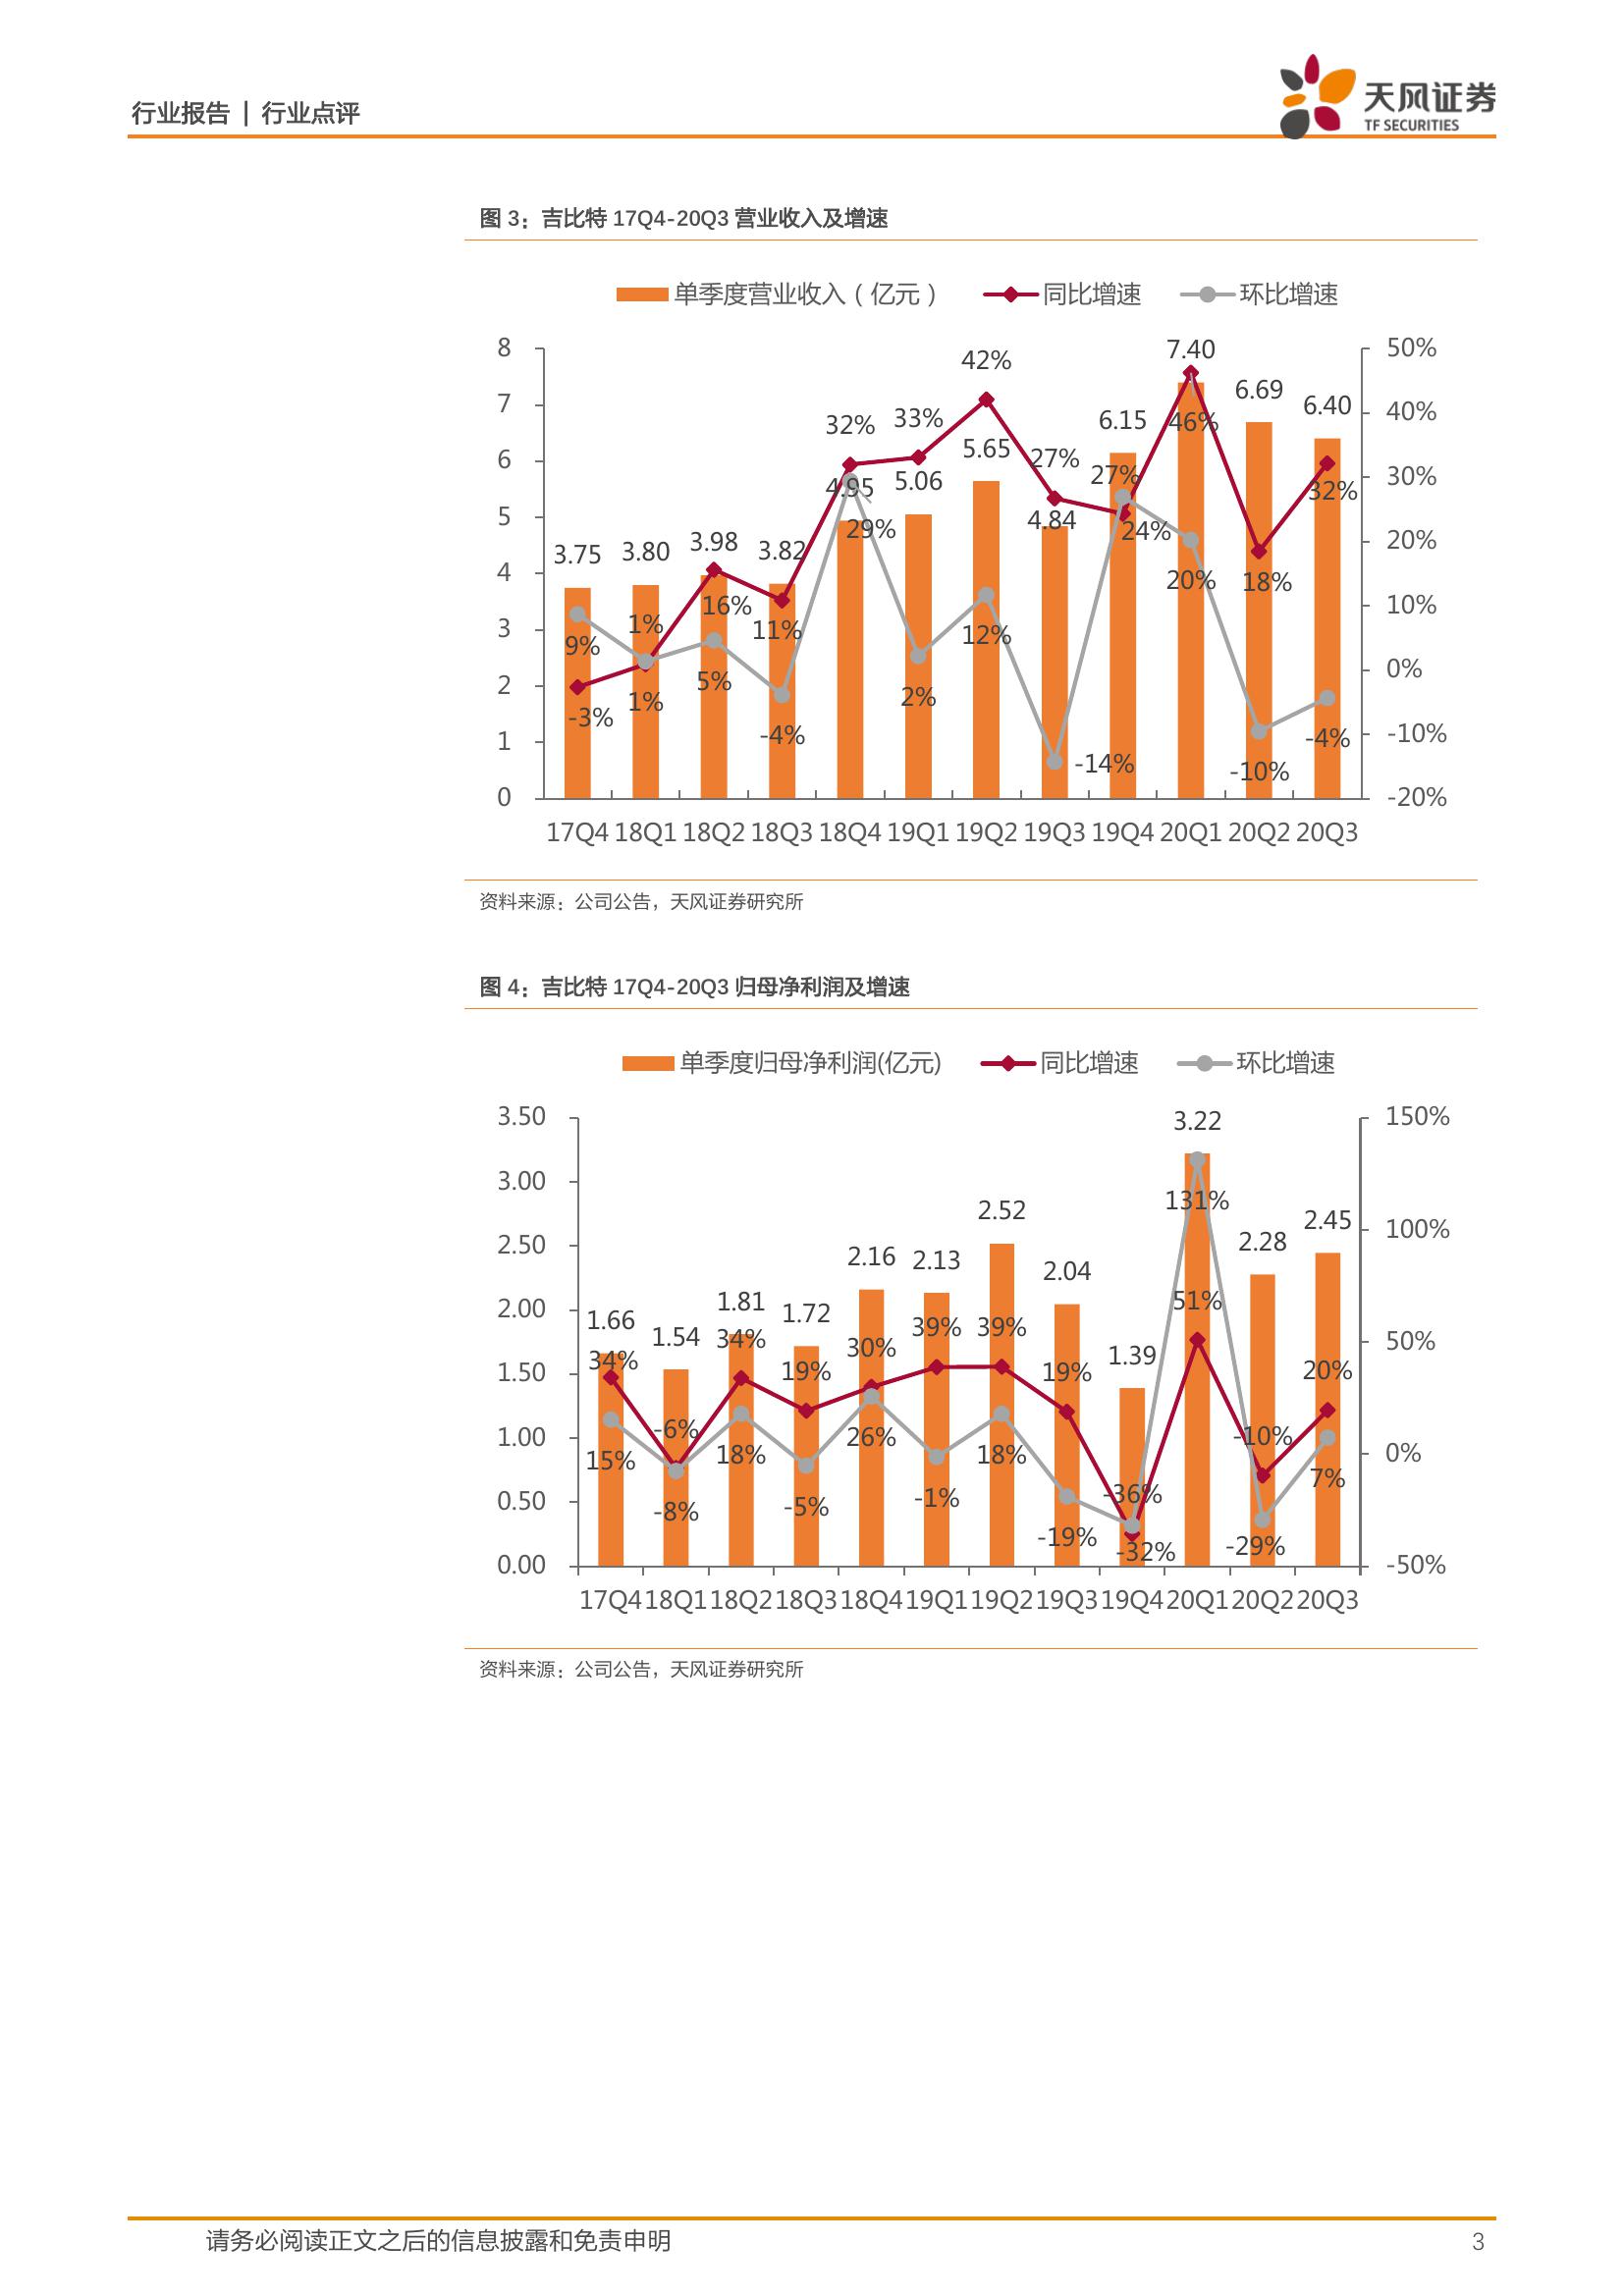 行业报告 | 行业点评
天风证券
TF SECURITIES
图 3：吉比特 17Q4-20Q3 营业收入及增速
单季度营业收入（亿元） 同比增速 环比增速
8 7 6 5 4 3 2 1 0
50% 40% 30% 20% 10% 0% -10% -20%
3.75 3.80 3.98 3.82 4.95 5.06 5.65 4.84 6.15 7.40 6.69 6.40
-3% 1% 16% 11% 32% 33% 42% 27% 24% 46% 18% 32%
9% 1% 5% -4% 29% 2% 12% -14% 27% 20% -10% -4%
17Q4 18Q1 18Q2 18Q3 18Q4 19Q1 19Q2 19Q3 19Q4 20Q1 20Q2 20Q3
资料来源：公司公告，天风证券研究所
图 4：吉比特 17Q4-20Q3 归母净利润及增速
单季度归母净利润(亿元) 同比增速 环比增速
3.50 3.00 2.50 2.00 1.50 1.00 0.50 0.00
150% 100% 50% 0% -50%
1.66 1.54 1.81 1.72 2.16 2.13 2.52 2.04 1.39 3.22 2.28 2.45
34% -6% 34% 19% 30% 39% 39% 19% -36% 51% -10% 20%
15% -8% 18% -5% 26% -1% 18% -19% -32% 131% -29% 7%
17Q4 18Q1 18Q2 18Q3 18Q4 19Q1 19Q2 19Q3 19Q4 20Q1 20Q2 20Q3
资料来源：公司公告，天风证券研究所
请务必阅读正文之后的信息披露和免责申明 3